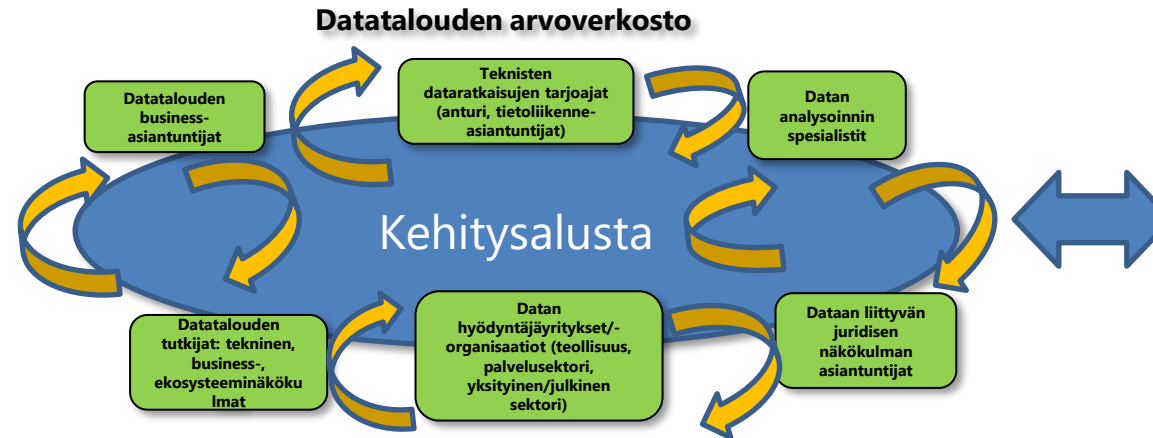 Datatalouden arvoverkosto
Datatalouden
business-
asiantuntijat
Teknisten
dataratkaisujen tarjoajat
(anturi, tietoliikenne-
asiantuntijat)
Datan
analysoinnin
spesialistit
Kehitysalusta
Datatalouden
tutkijat: tekninen,
business-,
ekosysteeminäköku
lmat
Datan
hyödyntäjäyritykset/-
organisaatiot (teollisuus,
palvelusektori,
yksityinen/julkinen
sektori)
Dataan liittyvän
juridisen
näkökulman
asiantuntijat